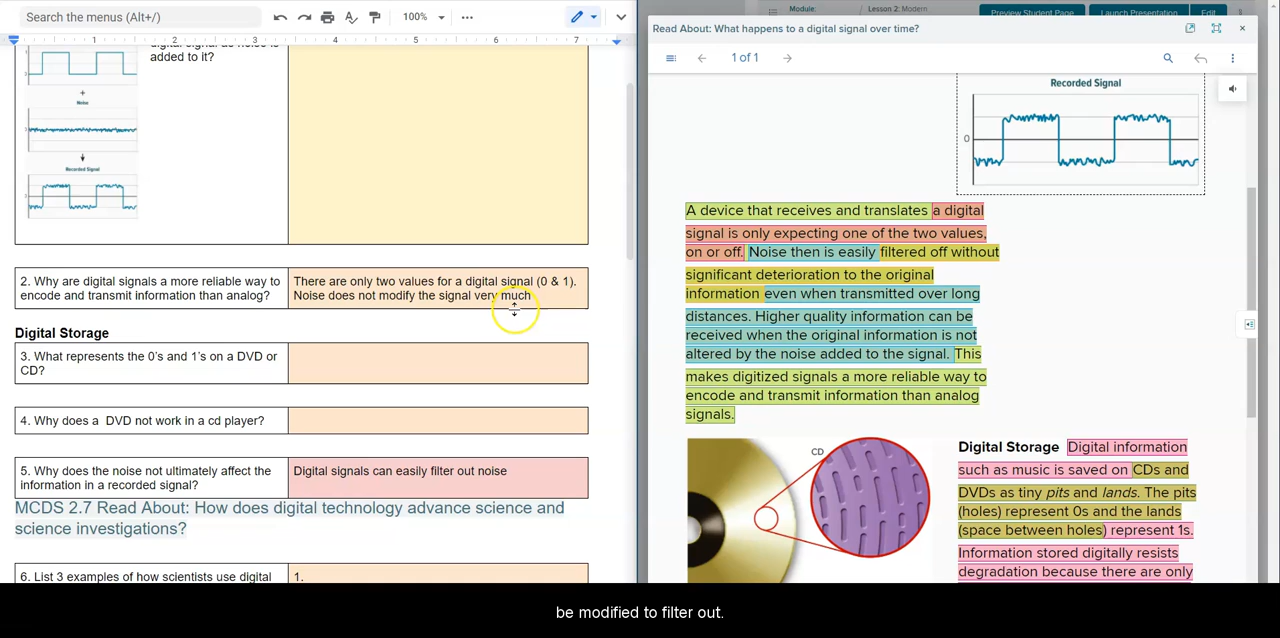 Search the menus (Alt+/)
100%
1
2
3
4
5
6
7
digital signal as noise is
added to it?
+
Noise
Recorded Signal
2. Why are digital signals a more reliable way to
encode and transmit information than analog?
There are only two values for a digital signal (0 & 1).
Noise does not modify the signal very much
Digital Storage
3. What represents the 0's and 1's on a DVD or
CD?
4. Why does a DVD not work in a cd player?
5. Why does the noise not ultimately affect the
information in a recorded signal?
Digital signals can easily filter out noise
MCDS 2.7 Read About: How does digital technology advance science and
science investigations?
6. List 3 examples of how scientists use digital
1.
Module:
/ Lesson 2: Modern
Preview Student Page
Launch Presentation
Edit
Read About: What happens to a digital signal over time?
1 of 1
Recorded Signal
0
A device that receives and translates a digital
signal is only expecting one of the two values,
on or off. Noise then is easily filtered off without
significant deterioration to the original
information even when transmitted over long
distances. Higher quality information can be
received when the original information is not
altered by the noise added to the signal. This
makes digitized signals a more reliable way to
encode and transmit information than analog
signals.
CD
Digital Storage Digital information
such as music is saved on CDs and
DVDs as tiny pits and lands. The pits
(holes) represent 0s and the lands
(space between holes) represent 1s.
Information stored digitally resists
degradation because there are only
be modified to filter out.